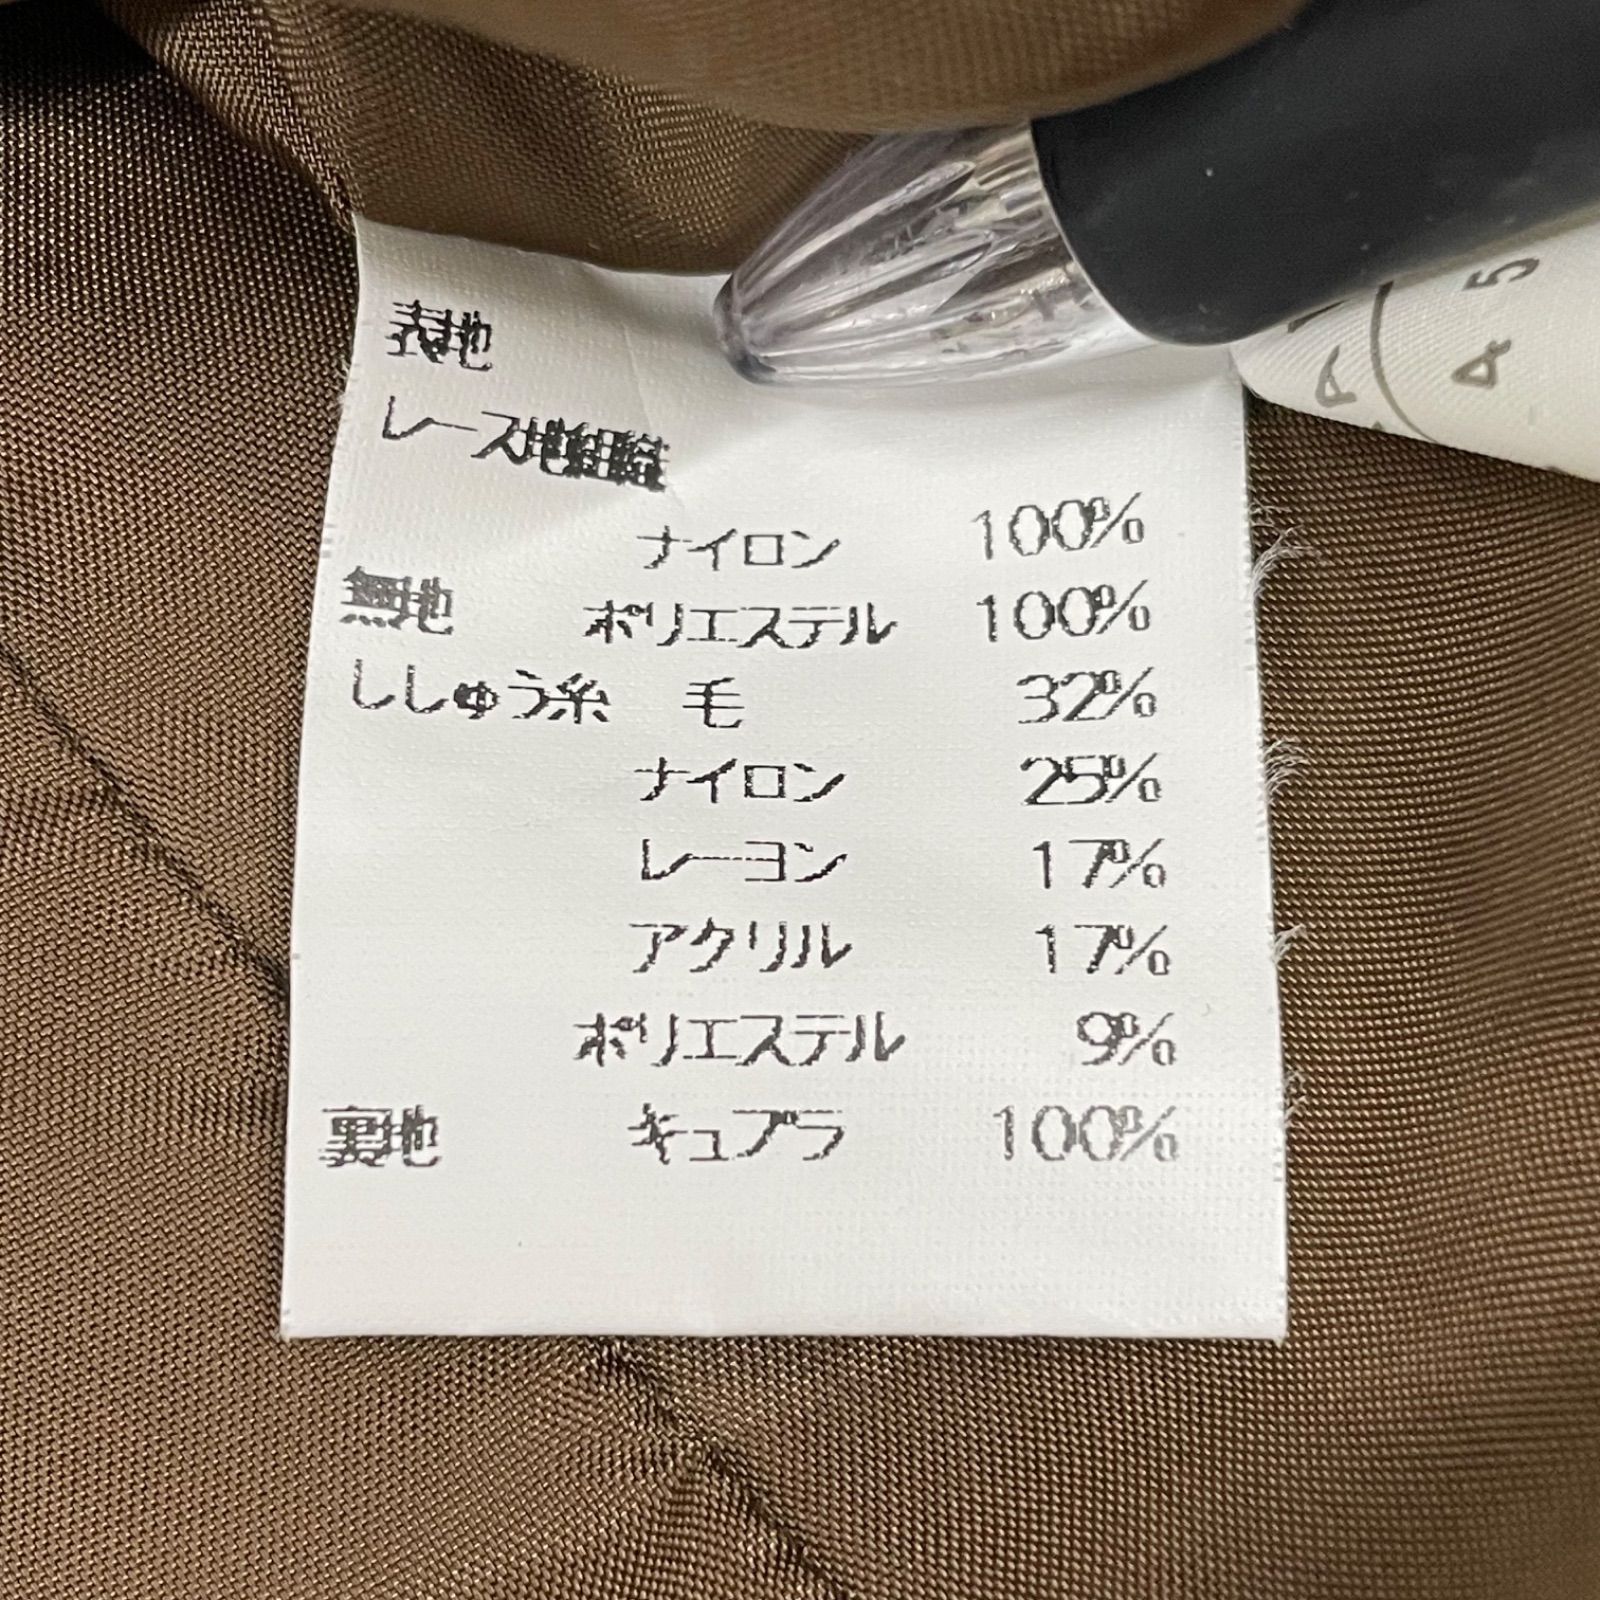 表地
レース地組織
ナイロン 100%
黒地 ポリエステル 100%
ししゅう糸 毛 32%
ナイロン 25%
レーヨン 17%
アクリル 17%
ポリエステル 9%
裏地 キュプラ 100%
A 4 5